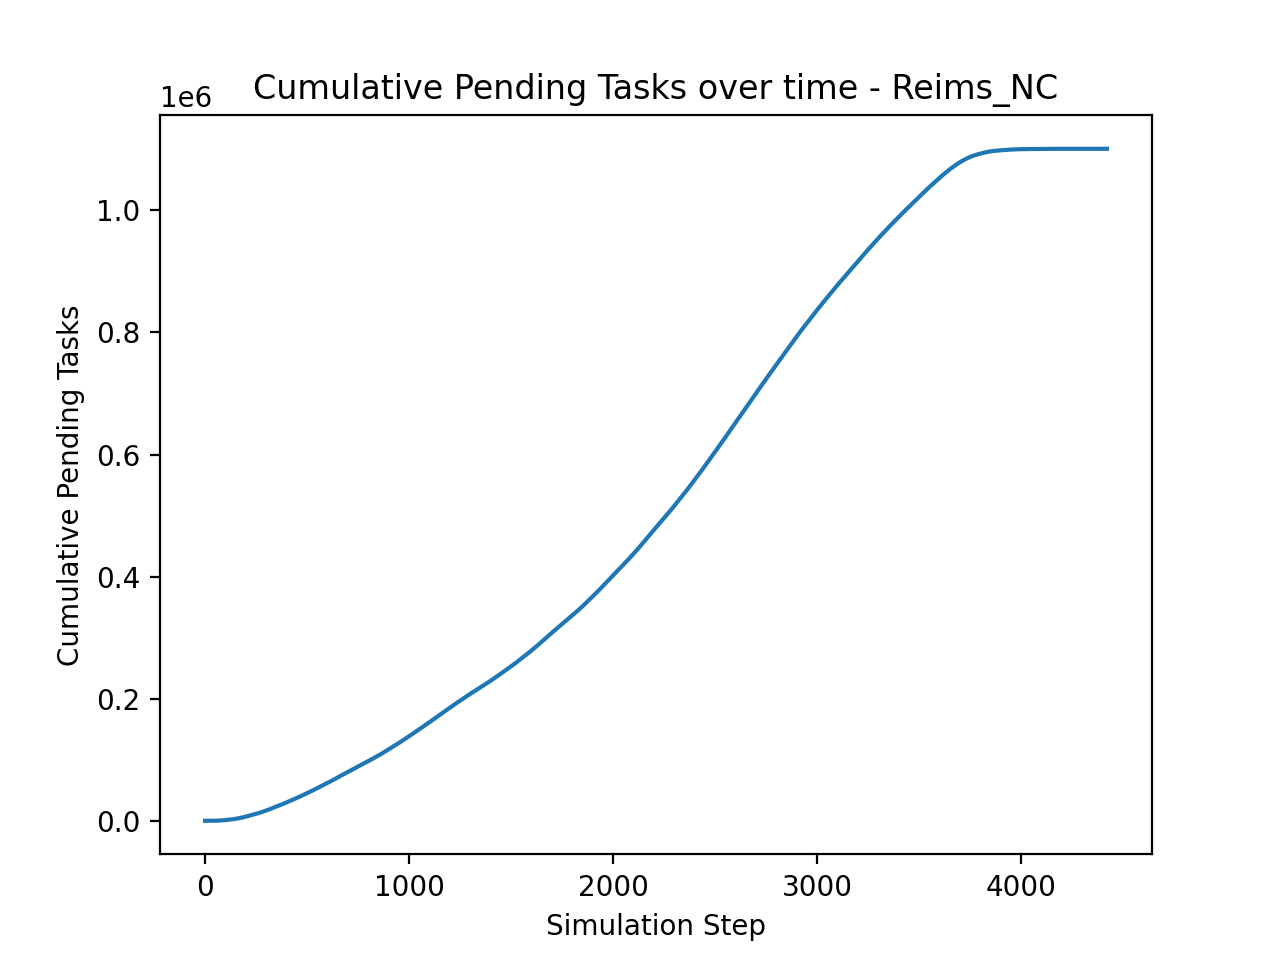 Cumulative Pending Tasks over time - Reims_NC
1e6
1.0
0.8
0.6
0.4
0.2
0.0
Cumulative Pending Tasks
0 1000 2000 3000 4000
Simulation Step